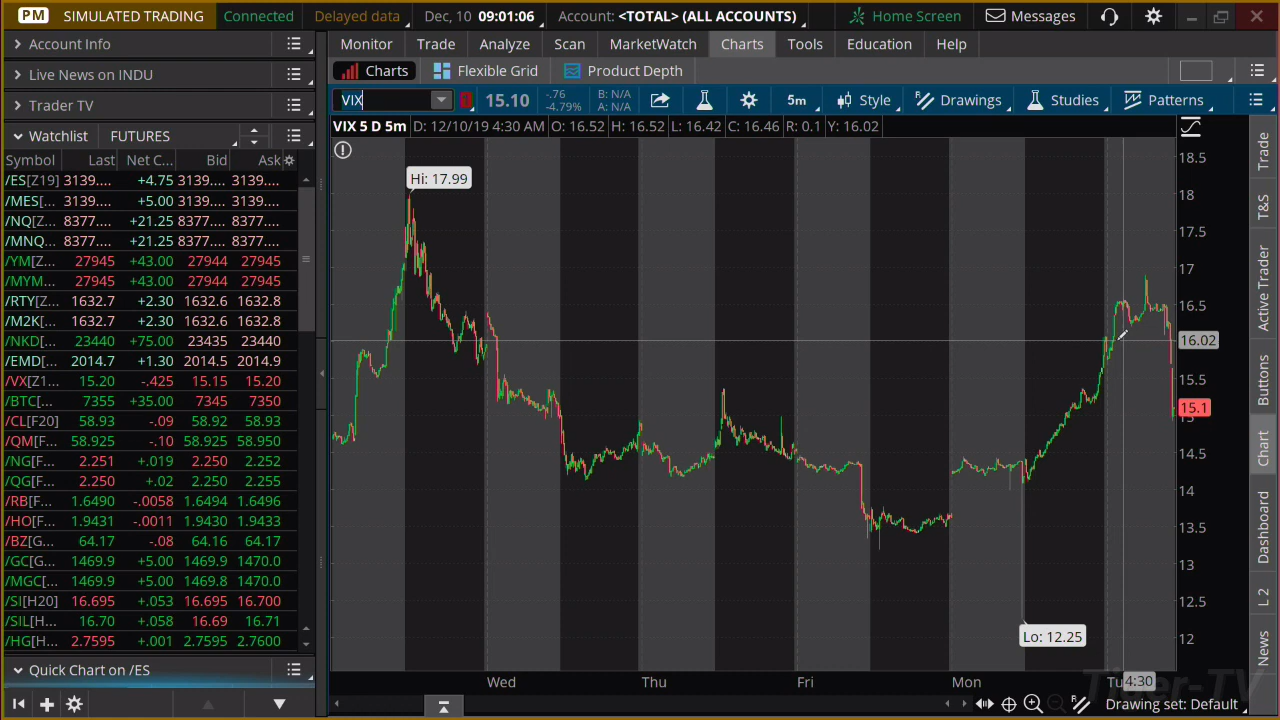 PM SIMULATED TRADING Connected Delayed data Dec, 10 09:01:06 Account: <TOTAL> (ALL ACCOUNTS) Home Screen Messages
Account Info
Live News on INDU
Trader TV
Watchlist FUTURES
Symbol Last Net C... Bid Ask
/ES[Z19] 3139.... +4.75 3139.... 3139....
/MES[... 3139.... +5.00 3139.... 3139....
/NQ[Z... 8377.... +21.25 8377.... 8377....
/MNQ... 8377.... +21.25 8377.... 8377....
/YM[Z... 27945 +43.00 27944 27945
/MYM... 27945 +43.00 27944 27945
/RTY[Z... 1632.7 +2.30 1632.6 1632.8
/M2K[... 1632.7 +2.30 1632.6 1632.8
/NKD[... 23440 +75.00 23435 23440
/EMD[... 2014.7 +1.30 2014.5 2014.9
/VX[Z1... 15.20 -.425 15.15 15.20
/BTC[... 7355 +35.00 7345 7350
/CL[F20] 58.93 -.09 58.92 58.93
/QM[F... 58.925 -.10 58.925 58.950
/NG[F... 2.251 +.019 2.250 2.252
/QG[F... 2.250 +.02 2.250 2.255
/RB[F... 1.6490 -.0058 1.6494 1.6496
/HO[F... 1.9431 -.0011 1.9430 1.9433
/BZ[G... 64.17 -.08 64.16 64.17
/GC[G... 1469.9 +5.00 1469.9 1470.0
/MGC[... 1469.9 +5.00 1469.8 1470.0
/SI[H20] 16.695 +.053 16.695 16.700
/SIL[H... 16.70 +.058 16.69 16.71
/HG[H... 2.7595 +.001 2.7595 2.7600
Quick Chart on /ES
Monitor Trade Analyze Scan MarketWatch Charts Tools Education Help
Charts Flexible Grid Product Depth
VIX 15.10 -.76 -4.79% B: N/A A: N/A 5m Style Drawings Studies Patterns
VIX 5 D 5m D: 12/10/19 4:30 AM O: 16.52 H: 16.52 L: 16.42 C: 16.46 R: 0.1 Y: 16.02
Hi: 17.99
Lo: 12.25
18.5
18
17.5
17
16.5
16.02
15.5
15.1
15
14.5
14
13.5
13
12.5
12
Wed Thu Fri Mon Tu 4:30
Tiger-TV
Drawing set: Default
Trade
T&S
Active Trader
Buttons
Chart
Dashboard
L 2
News